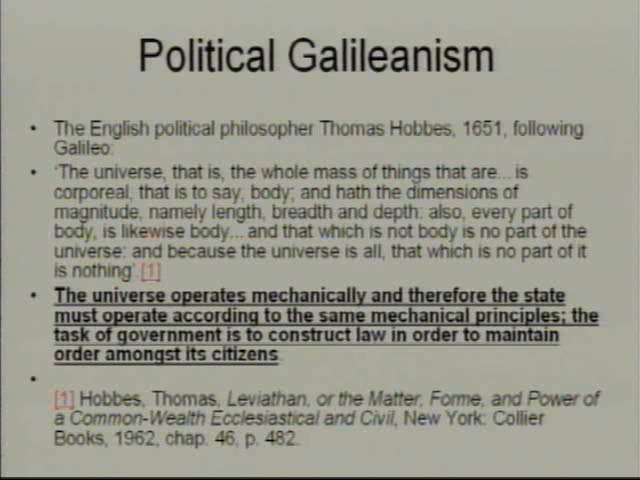 Political Galileanism
• The English political philosopher Thomas Hobbes, 1651, following
Galileo:
• 'The universe, that is, the whole mass of things that are... is
corporeal, that is to say, body; and hath the dimensions of
magnitude, namely length, breadth and depth: also, every part of
body, is likewise body... and that which is not body is no part of the
universe: and because the universe is all, that which is no part of it
is nothing'.[1]
• The universe operates mechanically and therefore the state
must operate according to the same mechanical principles; the
task of government is to construct law in order to maintain
order amongst its citizens.
•
[1] Hobbes, Thomas, Leviathan, or the Matter, Forme, and Power of
a Common-Wealth Ecclesiastical and Civil, New York: Collier
Books, 1962, chap. 46, p. 482.